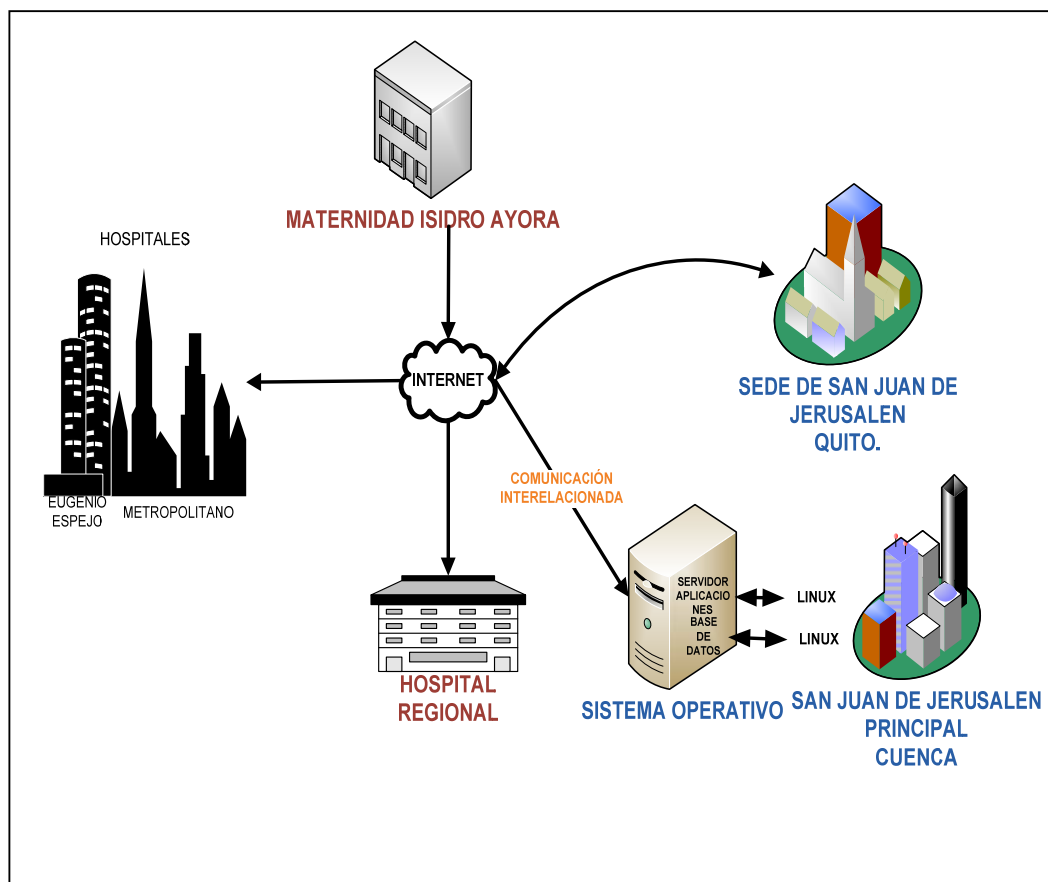 MATERNIDAD ISIDRO AYORA
HOSPITALES
INTERNET
SEDE DE SAN JUAN DE
JERUSALEN
QUITO.
COMUNICACIÓN
INTERELACIONADA
EUGENIO
ESPEJO
METROPOLITANO
SERVIDOR
APLICACIO
NES
BASE
DE
DATOS
LINUX
LINUX
HOSPITAL
REGIONAL
SISTEMA OPERATIVO
SAN JUAN DE JERUSALEN
PRINCIPAL
CUENCA